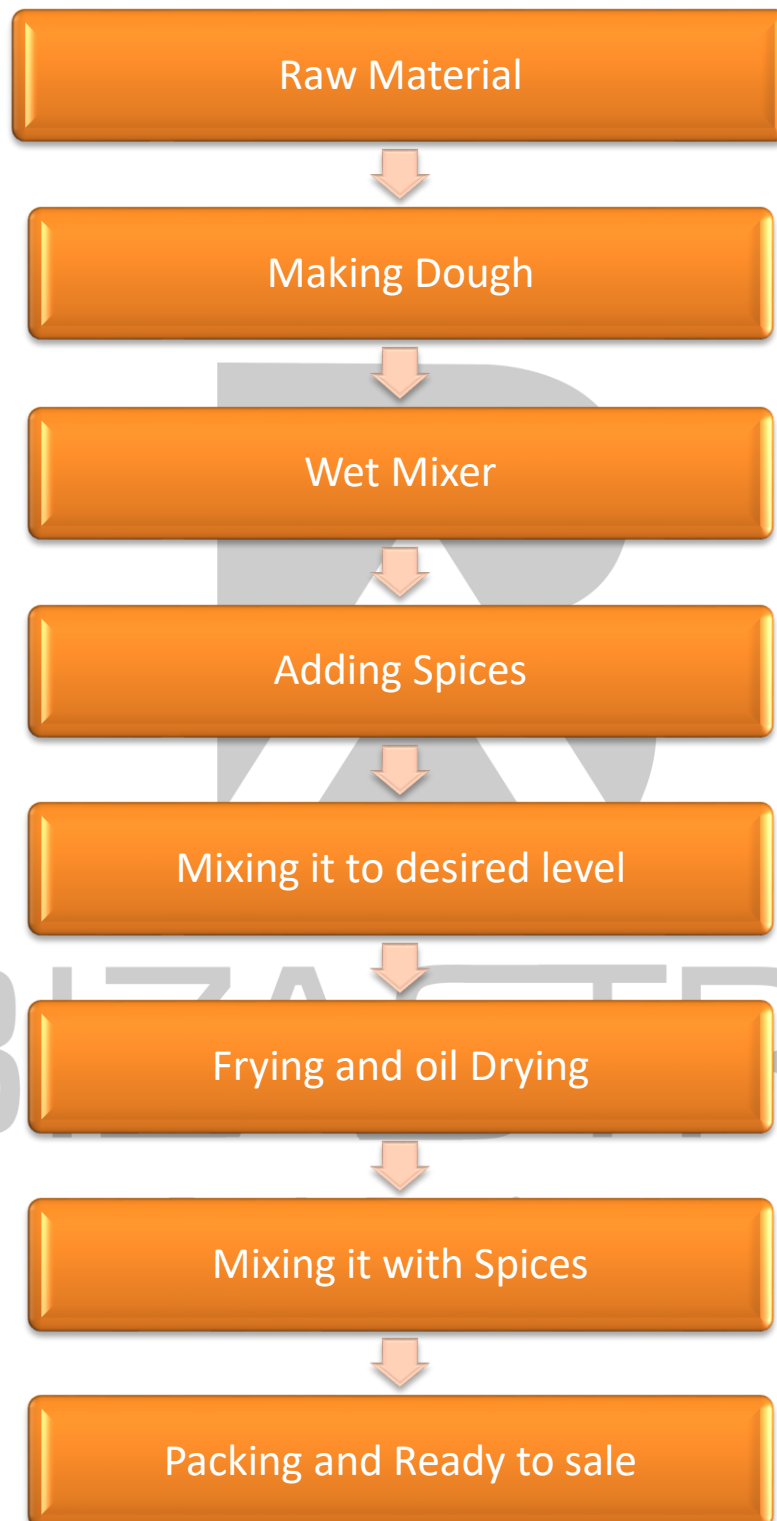 Raw Material
Making Dough
Wet Mixer
Adding Spices
Mixing it to desired level
Frying and oil Drying
Mixing it with Spices
Packing and Ready to sale